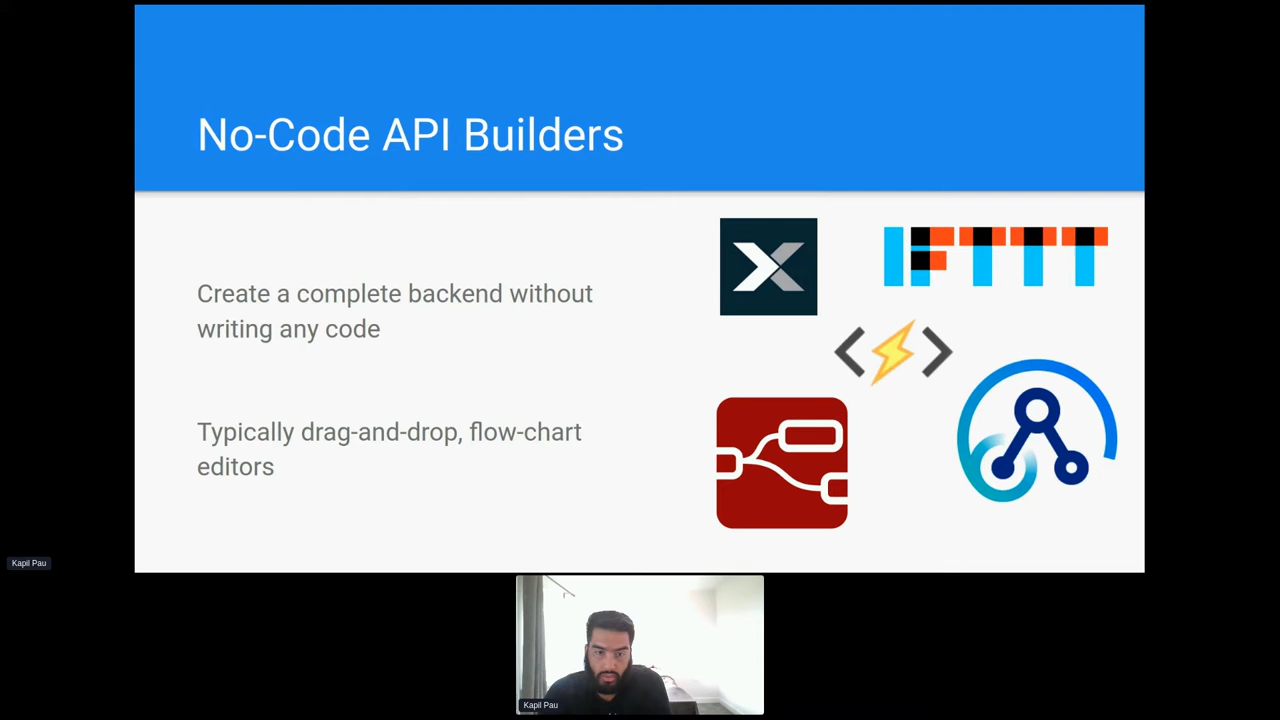 No-Code API Builders
Create a complete backend without
writing any code
Typically drag-and-drop, flow-chart
editors
IFTTT
Kapil Pau
Kapil Pau